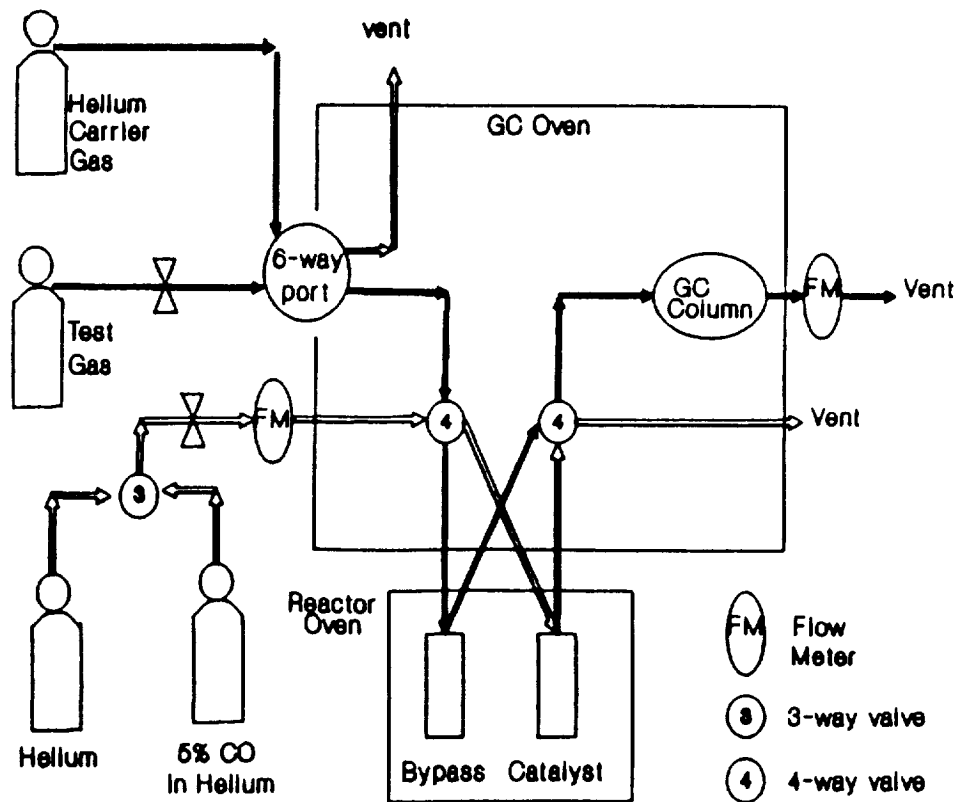 vent
Helium
Carrier
Gas
GC Oven
6-way
port
GC
Column
FM
Vent
Test
Gas
FM
4
4
Vent
3
Reactor
Oven
FM
Flow
Meter
3
3-way valve
Helium
5% CO
in Helium
Bypass
Catalyst
4
4-way valve